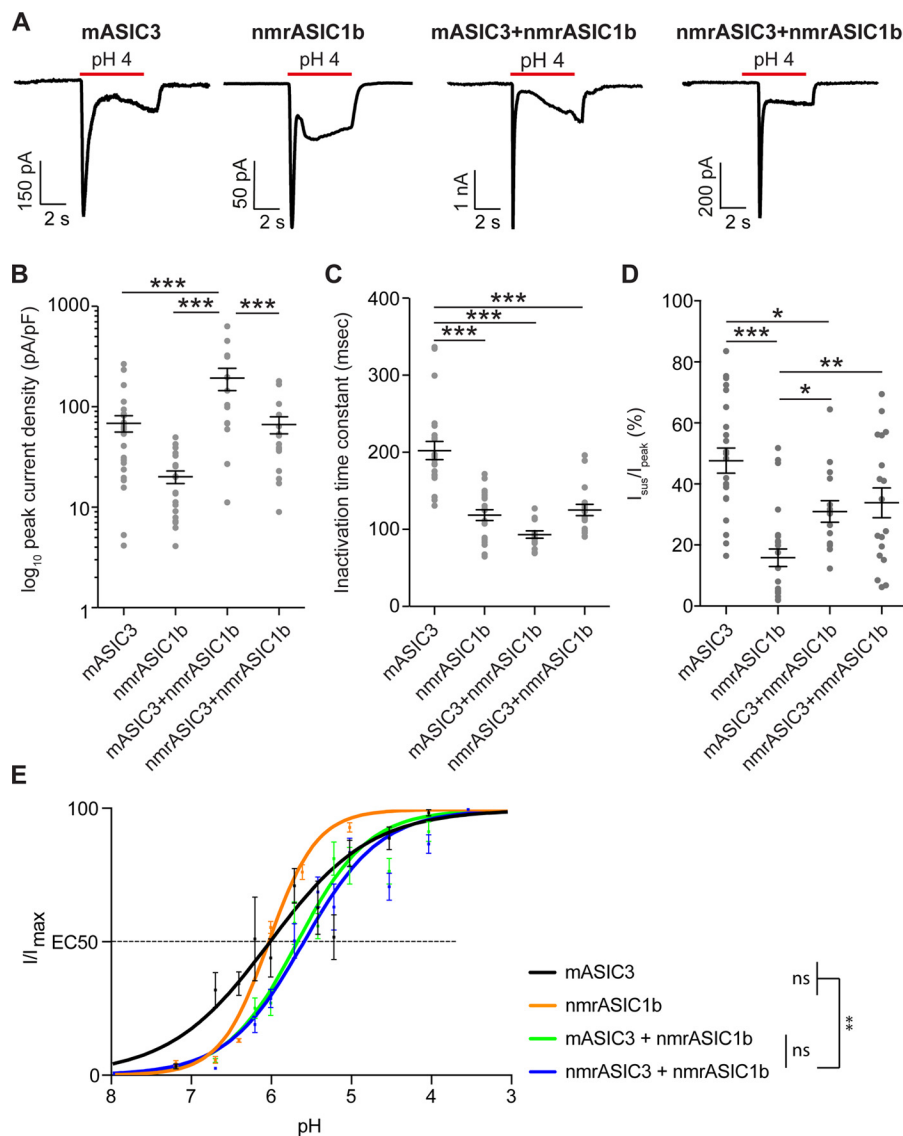 A
mASIC3
nmrASIC1b
mASIC3+nmrASIC1b
nmrASIC3+nmrASIC1b
pH 4
pH 4
pH 4
pH 4
150 pA
2 s
50 pA
2 s
1 nA
2 s
200 pA
2 s
B
log10 peak current density (pA/pF)
1000
100
10
1
***
***
***
mASIC3
nmrASIC1b
mASIC3+nmrASIC1b
nmrASIC3+nmrASIC1b
C
Inactivation time constant (msec)
400
300
200
100
0
***
***
***
mASIC3
nmrASIC1b
mASIC3+nmrASIC1b
nmrASIC3+nmrASIC1b
D
Isus/Ipeak (%)
100
80
60
40
20
0
*
***
**
*
mASIC3
nmrASIC1b
mASIC3+nmrASIC1b
nmrASIC3+nmrASIC1b
E
I/Imax
100
EC50
0
8
7
6
5
4
3
pH
mASIC3
nmrASIC1b
mASIC3 + nmrASIC1b
nmrASIC3 + nmrASIC1b
ns
ns
**